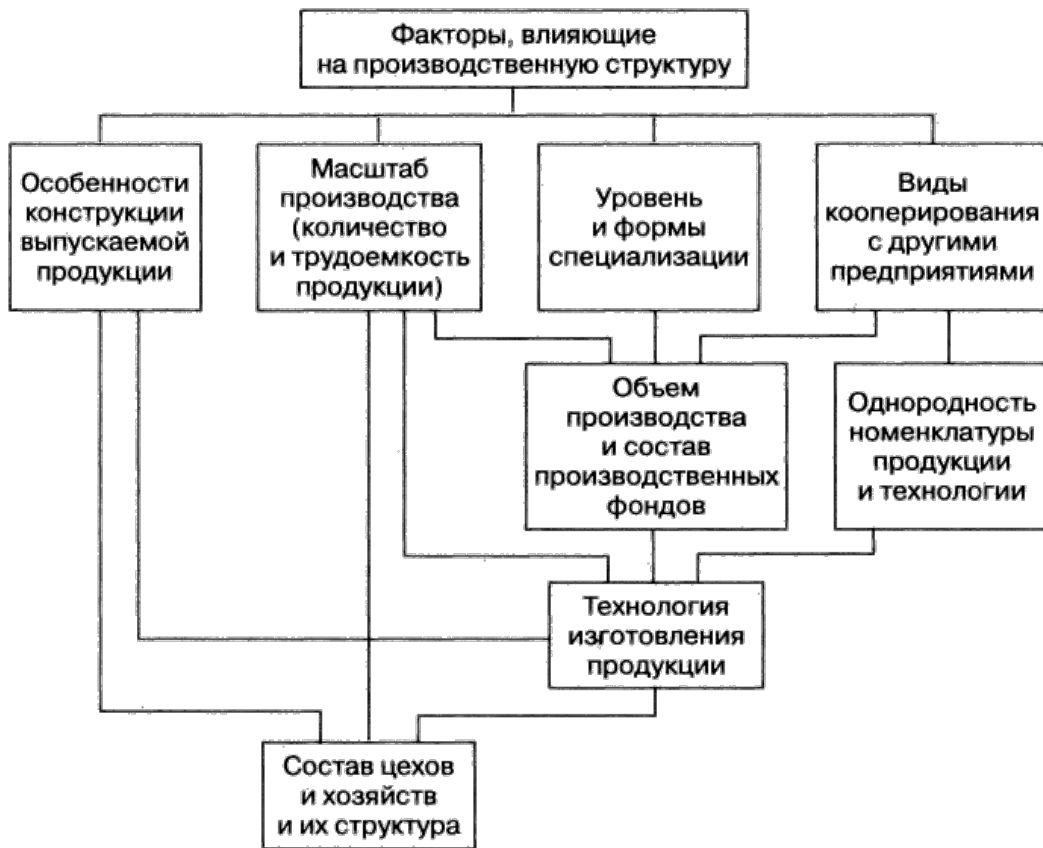 Факторы, влияющие
на производственную структуру
Особенности
конструкции
выпускаемой
продукции
Масштаб
производства
(количество
и трудоемкость
продукции)
Уровень
и формы
специализации
Виды
кооперирования
с другими
предприятиями
Объем
производства
и состав
производственных
фондов
Однородность
номенклатуры
продукции
и технологии
Технология
изготовления
продукции
Состав цехов
и хозяйств
и их структура